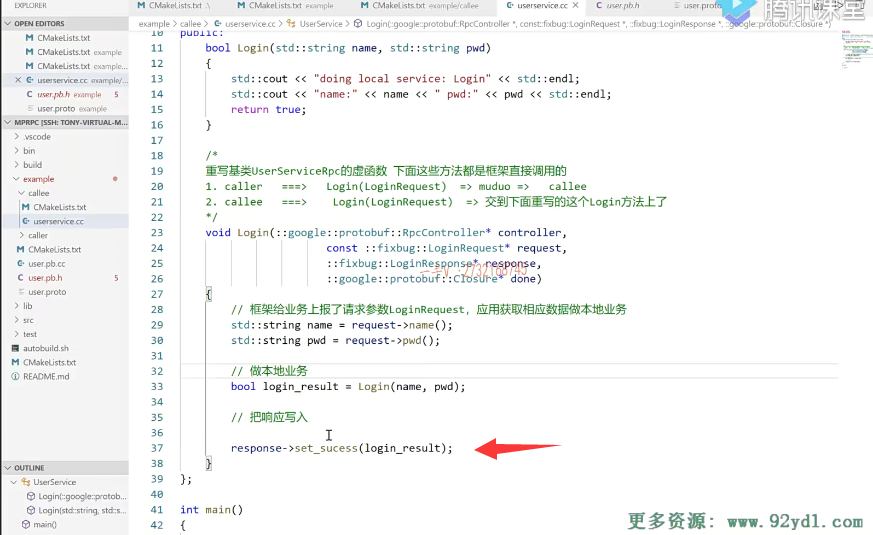 EXPLORER
OPEN EDITORS
CMakeLists.txt
CMakeLists.txt example
CMakeLists.txt example...
userservice.cc example/...
user.pb.h example 5
user.proto example
MPRPC [SSH: TONY-VIRTUAL-M...
.vscode
bin
build
example
callee
CMakeLists.txt
userservice.cc
caller
CMakeLists.txt
user.pb.cc
user.pb.h 5
user.proto
lib
src
test
autobuild.sh
CMakeLists.txt
README.md
OUTLINE
UserService
Login(::google::protob...
Login(std::string, std::s...
main()
CMakeLists.txt .\
CMakeLists.txt example
CMakeLists.txt example/callee
userservice.cc
user.pb.h
user.proto
腾讯课堂
example > callee > userservice.cc > UserService > Login(::google::protobuf::RpcController *, const::fixbug::LoginRequest *, ::fixbug::LoginResponse *, ::google::protobuf::Closure *)
10 public:
11 bool Login(std::string name, std::string pwd)
12 {
13 std::cout << "doing local service: Login" << std::endl;
14 std::cout << "name:" << name << " pwd:" << pwd << std::endl;
15 return true;
16 }
17
18 /*
19 重写基类UserServiceRpc的虚函数 下面这些方法都是框架直接调用的
20 1. caller ===> Login(LoginRequest) => muduo => callee
21 2. callee ===> Login(LoginRequest) => 交到下面重写的这个Login方法上了
22 */
23 void Login(::google::protobuf::RpcController* controller,
24 const ::fixbug::LoginRequest* request,
25 ::fixbug::LoginResponse* response,
26 ::google::protobuf::Closure* done)
27 {
28 // 框架给业务上报了请求参数LoginRequest，应用获取相应数据做本地业务
29 std::string name = request->name();
30 std::string pwd = request->pwd();
31
32 // 做本地业务
33 bool login_result = Login(name, pwd);
34
35 // 把响应写入
36
37 response->set_sucess(login_result);
38 }
39 };
40
41 int main()
42 {
更多资源: www.92ydl.com